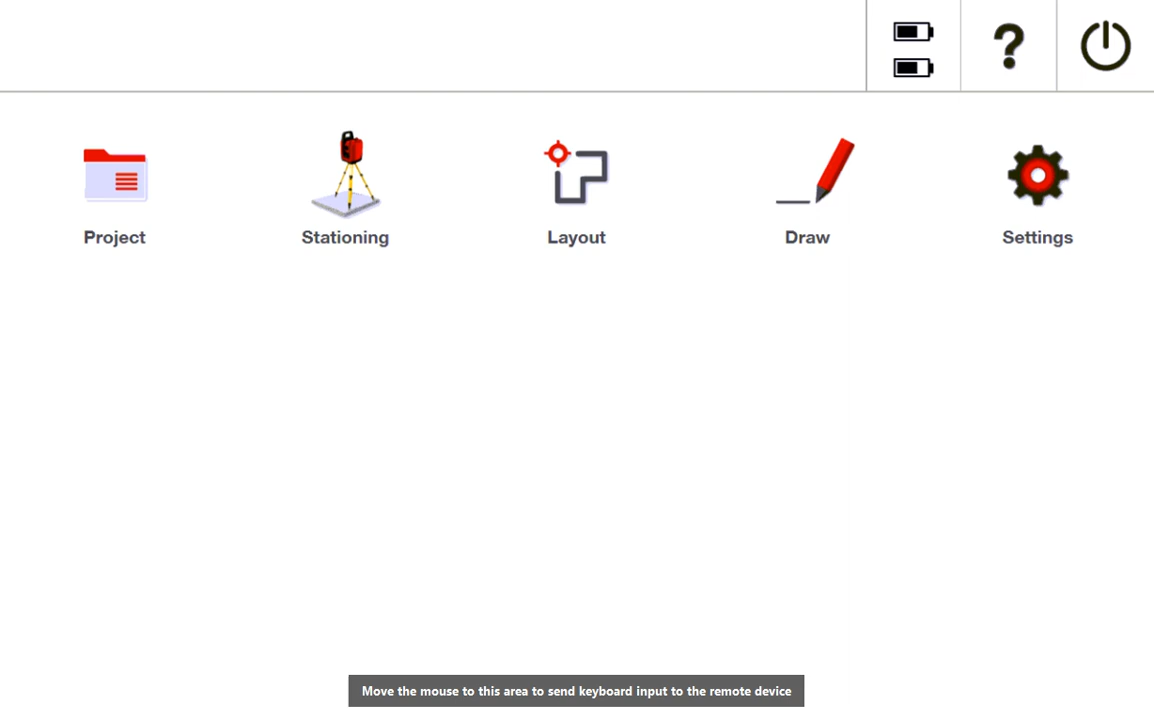 ?
Project
Stationing
Layout
Draw
Settings
Move the mouse to this area to send keyboard input to the remote device